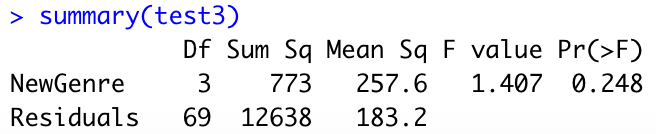 > summary(test3)
Df Sum Sq Mean Sq F value Pr(>F)
NewGenre 3 773 257.6 1.407 0.248
Residuals 69 12638 183.2